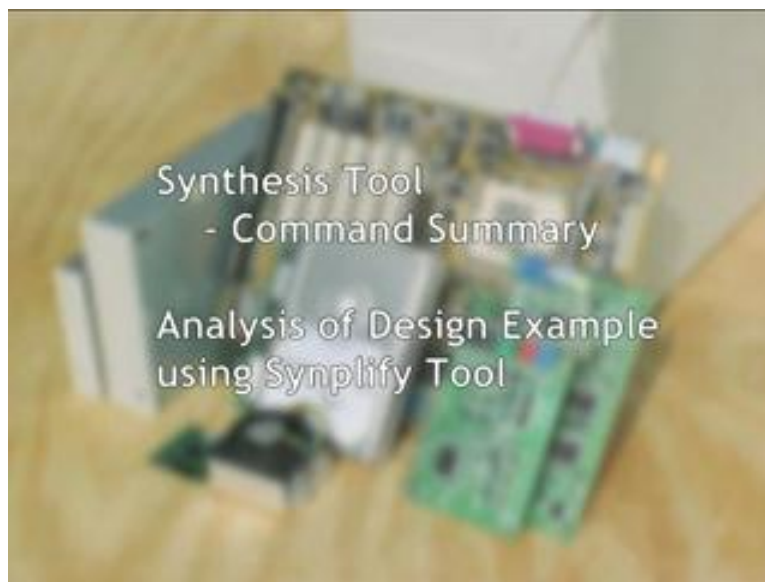 Synthesis Tool
- Command Summary
Analysis of Design Example
using Synplify Tool